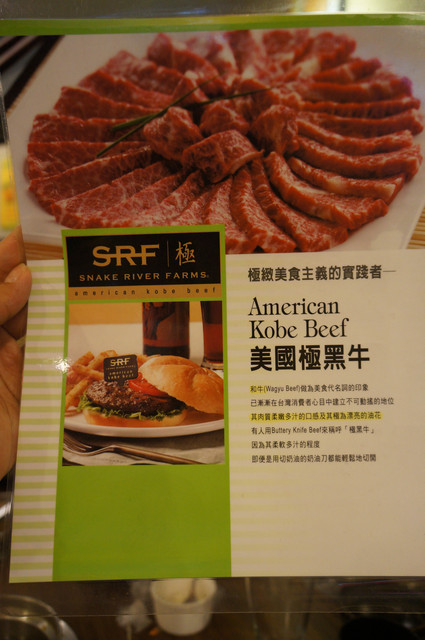 SRF 極
SNAKE RIVER FARMS®
american kobe beef
SRF
american
kobe beef
極緻美食主義的實踐者─
American
Kobe Beef
美國極黑牛
和牛(Wagyu Beef)做為美食代名詞的印象
已漸漸在台灣消費者心目中建立不可動搖的地位
其肉質柔嫩多汁的口感及其極為漂亮的油花
有人用Buttery Knife Beef來稱呼「極黑牛」
因為其柔軟多汁的程度
即便是用切奶油的奶油刀都能輕鬆地切開